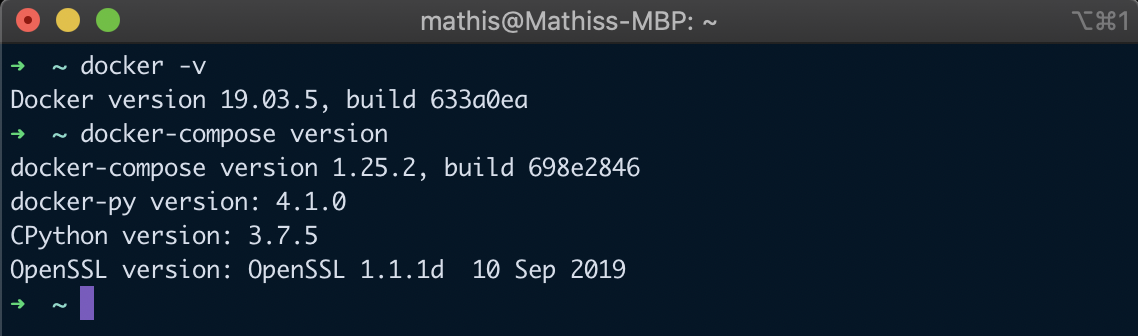 mathis@Mathiss-MBP: ~ ⌥⌘1
➜ ~ docker -v
Docker version 19.03.5, build 633a0ea
➜ ~ docker-compose version
docker-compose version 1.25.2, build 698e2846
docker-py version: 4.1.0
CPython version: 3.7.5
OpenSSL version: OpenSSL 1.1.1d  10 Sep 2019
➜ ~